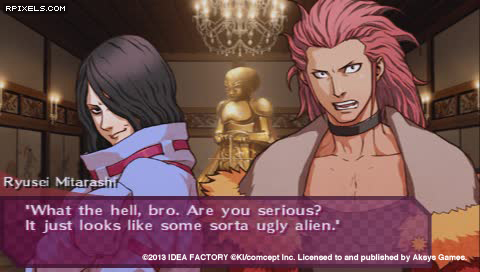 RPIXELS.COM
Ryusei Mitarashi
"What the hell, bro. Are you serious?
It just looks like some sorta ugly alien."
©2013 IDEA FACTORY ©KI/comcept Inc. Licensed to and published by Aksys Games.